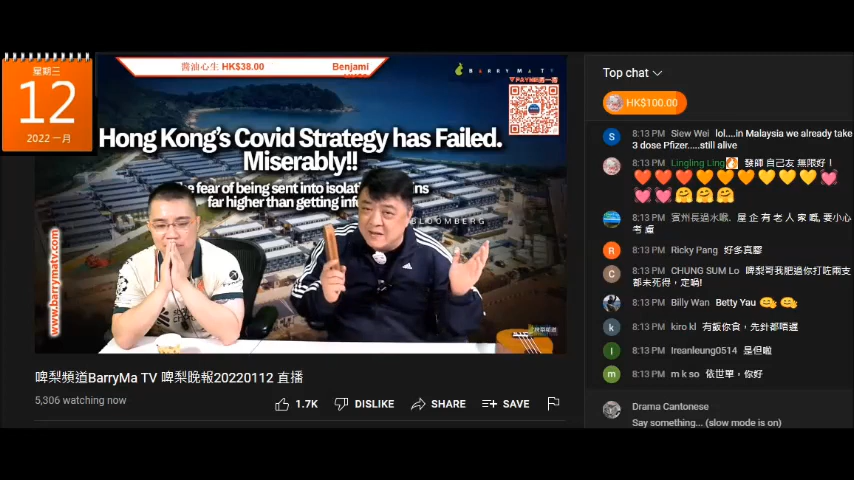 星期三
12
2022 一月
醬油心生 HK$38.00
Benjami
BARRYMATV
Hong Kong's Covid Strategy has Failed.
Miserably!!
e fear of being sent into isolati
far higher than getting inf
BLOOMBERG
www.barrymatv.com
啤梨頻道BarryMa TV 啤梨晚報20220112 直播
5,306 watching now
1.7K
DISLIKE
SHARE
SAVE
Top chat
HK$100.00
8:13 PM Siew Wei lol....in Malaysia we already take
3 dose Pfizer.....still alive
8:13 PM Lingling Ling 發師 自己友 無限好！
8:13 PM 賓州長過水喉. 屋企有老人家嘅, 要小心
考慮
8:13 PM Ricky Pang 好多真膠
8:13 PM CHUNG SUM Lo 啤梨哥我肥過你打咗兩支
都未死得，定喎!
8:13 PM Billy Wan Betty Yau
8:13 PM kiro kl 有飯你食，先針都唔遲
8:13 PM Ireanleung0514 是但啦
8:13 PM m k so 依世單，你好
Drama Cantonese
Say something... (slow mode is on)